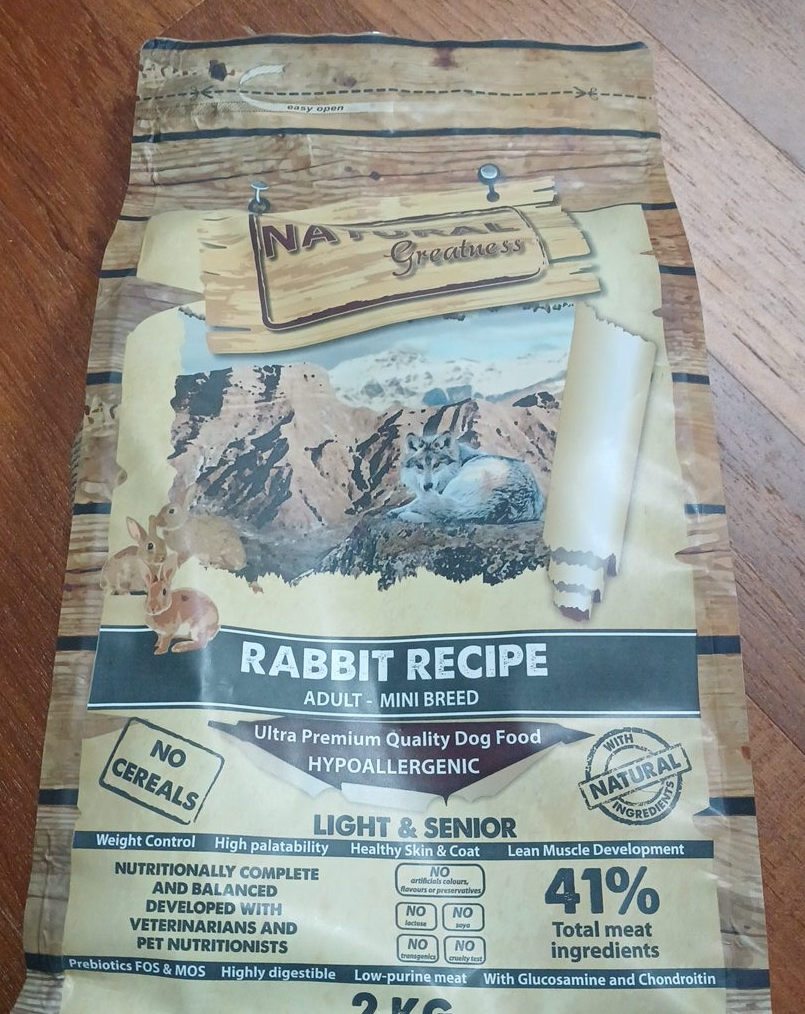 easy open
NATURAL
Greatness
RABBIT RECIPE
ADULT - MINI BREED
Ultra Premium Quality Dog Food
HYPOALLERGENIC
NO
CEREALS
WITH
NATURAL
INGREDIENTS
LIGHT & SENIOR
Weight Control High palatability Healthy Skin & Coat Lean Muscle Development
NUTRITIONALLY COMPLETE
AND BALANCED
DEVELOPED WITH
VETERINARIANS AND
PET NUTRITIONISTS
NO
artificials colours,
flavours or preservatives
NO
lactose
NO
soya
NO
transgenics
NO
cruelty test
41%
Total meat
ingredients
Prebiotics FOS & MOS Highly digestible Low-purine meat With Glucosamine and Chondroitin
2 KG